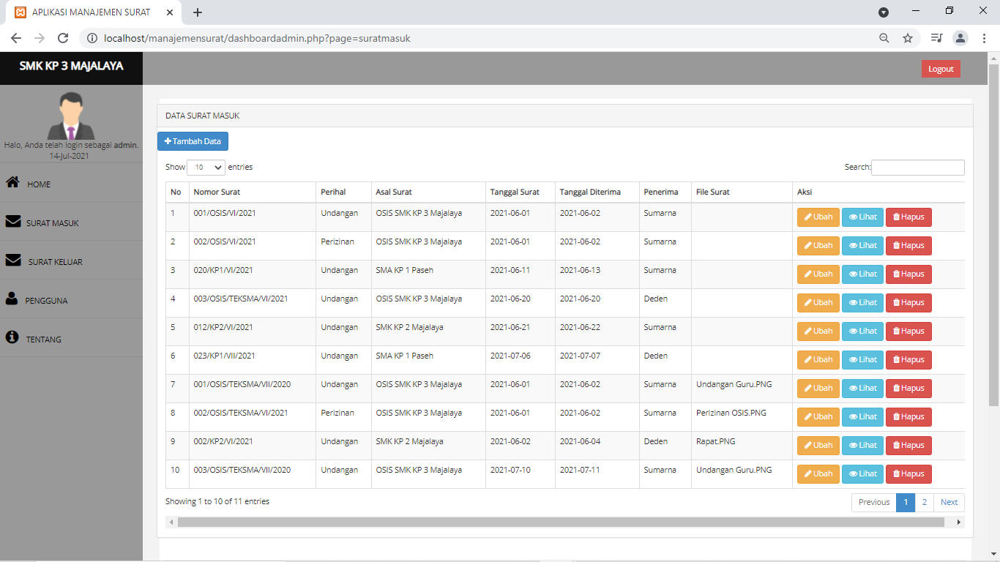 APLIKASI MANAJEMEN SURAT
localhost/manajemensurat/dashboardadmin.php?page=suratmasuk
SMK KP 3 MAJALAYA
Logout
Halo, Anda telah login sebagai admin.
14-Jul-2021
HOME
SURAT MASUK
SURAT KELUAR
PENGGUNA
TENTANG
DATA SURAT MASUK
Tambah Data
Show 10 entries Search:
No Nomor Surat Perihal Asal Surat Tanggal Surat Tanggal Diterima Penerima File Surat Aksi
1 001/OSIS/VI/2021 Undangan OSIS SMK KP 3 Majalaya 2021-06-01 2021-06-02 Sumarna Ubah Lihat Hapus
2 002/OSIS/VI/2021 Perizinan OSIS SMK KP 3 Majalaya 2021-06-01 2021-06-02 Sumarna Ubah Lihat Hapus
3 020/KP1/VI/2021 Undangan SMA KP 1 Paseh 2021-06-11 2021-06-13 Sumarna Ubah Lihat Hapus
4 003/OSIS/TEKSMA/VI/2021 Undangan OSIS SMK KP 3 Majalaya 2021-06-20 2021-06-20 Deden Ubah Lihat Hapus
5 012/KP2/VI/2021 Undangan SMK KP 2 Majalaya 2021-06-21 2021-06-22 Sumarna Ubah Lihat Hapus
6 023/KP1/VII/2021 Undangan SMA KP 1 Paseh 2021-07-06 2021-07-07 Deden Ubah Lihat Hapus
7 001/OSIS/TEKSMA/VII/2020 Undangan OSIS SMK KP 3 Majalaya 2021-06-01 2021-06-02 Sumarna Undangan Guru.PNG Ubah Lihat Hapus
8 002/OSIS/TEKSMA/VI/2021 Perizinan OSIS SMK KP 3 Majalaya 2021-06-01 2021-06-02 Sumarna Perizinan OSIS.PNG Ubah Lihat Hapus
9 002/KP2/VI/2021 Undangan SMK KP 2 Majalaya 2021-06-02 2021-06-04 Deden Rapat.PNG Ubah Lihat Hapus
10 003/OSIS/TEKSMA/VII/2020 Undangan OSIS SMK KP 3 Majalaya 2021-07-10 2021-07-11 Sumarna Undangan Guru.PNG Ubah Lihat Hapus
Showing 1 to 10 of 11 entries Previous 1 2 Next